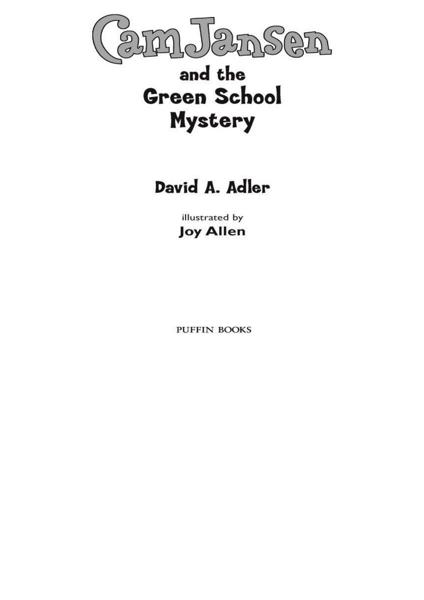 Cam Jansen
and the
Green School
Mystery
David A. Adler
illustrated by
Joy Allen
PUFFIN BOOKS